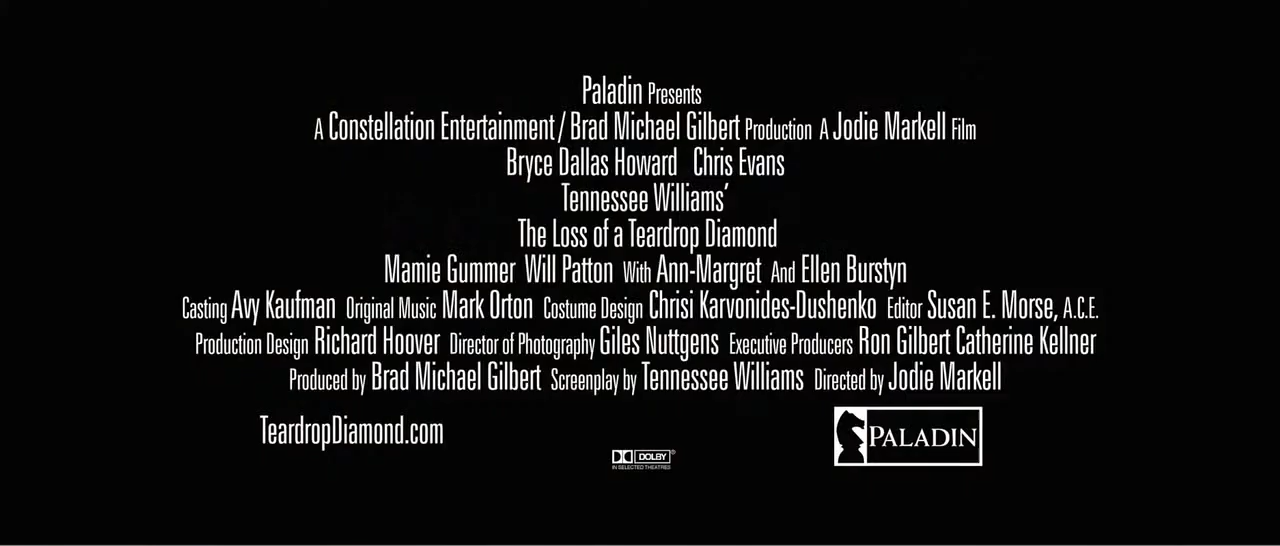 Paladin Presents
A Constellation Entertainment / Brad Michael Gilbert Production A Jodie Markell Film
Bryce Dallas Howard Chris Evans
Tennessee Williams'
The Loss of a Teardrop Diamond
Mamie Gummer Will Patton With Ann-Margret And Ellen Burstyn
Casting Avy Kaufman Original Music Mark Orton Costume Design Chrisi Karvonides-Dushenko Editor Susan E. Morse, A.C.E.
Production Design Richard Hoover Director of Photography Giles Nuttgens Executive Producers Ron Gilbert Catherine Kellner
Produced by Brad Michael Gilbert Screenplay by Tennessee Williams Directed by Jodie Markell
TeardropDiamond.com
PALADIN
DOLBY®
IN SELECTED THEATRES